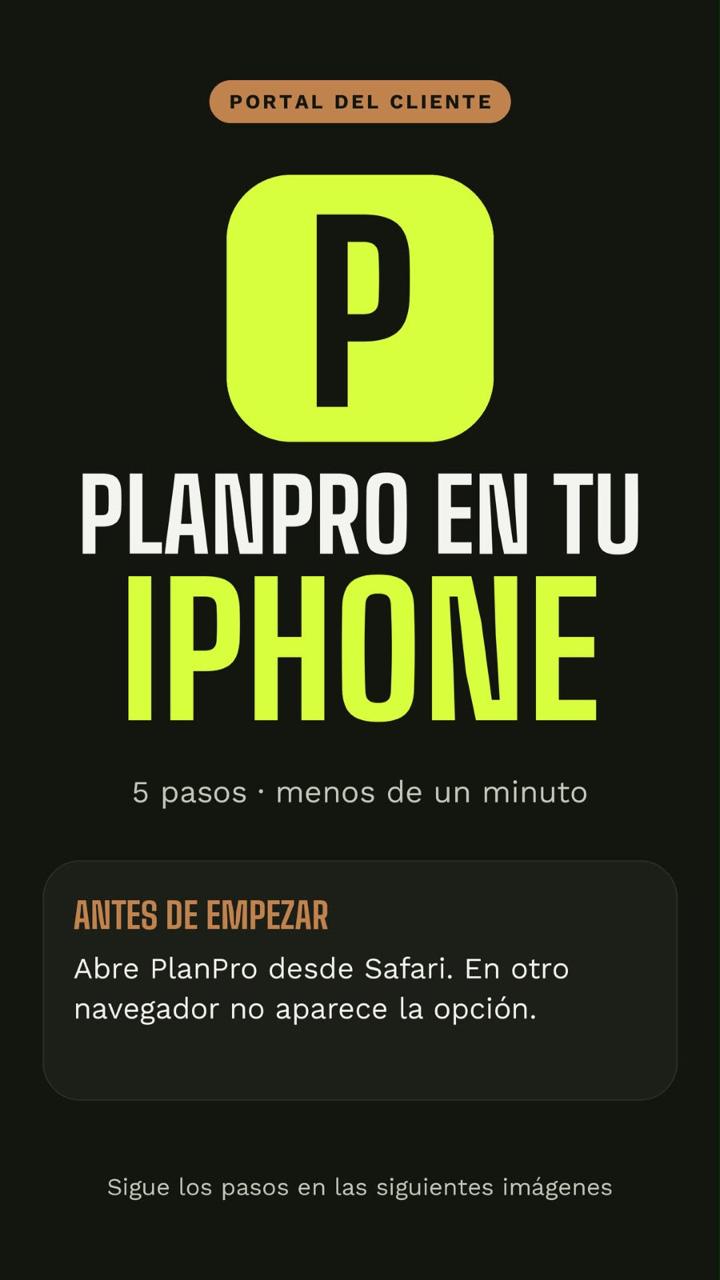 PORTAL DEL CLIENTE
P
PLANPRO EN TU
IPHONE
5 pasos · menos de un minuto
ANTES DE EMPEZAR
Abre PlanPro desde Safari. En otro
navegador no aparece la opción.
Sigue los pasos en las siguientes imágenes